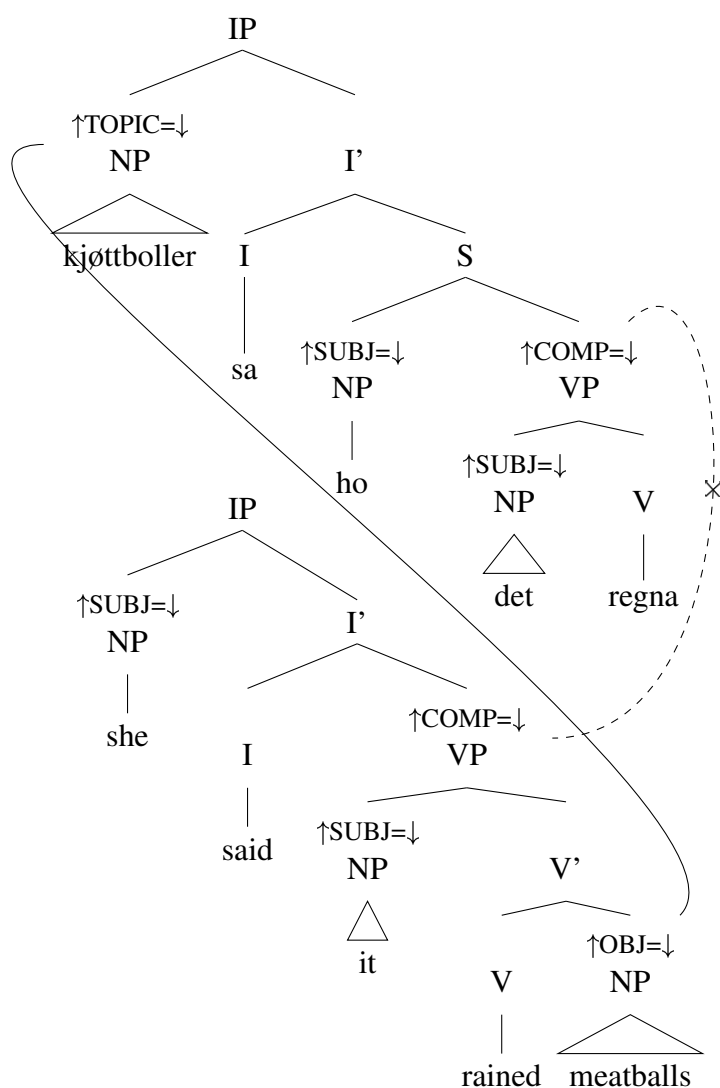 IP
↑TOPIC=↓
NP I’
kjøttboller I S
sa ↑SUBJ=↓ ↑COMP=↓
NP VP
ho ↑SUBJ=↓
NP V
det regna
IP
↑SUBJ=↓
NP I’
she ↑COMP=↓
I VP
said ↑SUBJ=↓
NP V’
it ↑OBJ=↓
V NP
rained meatballs